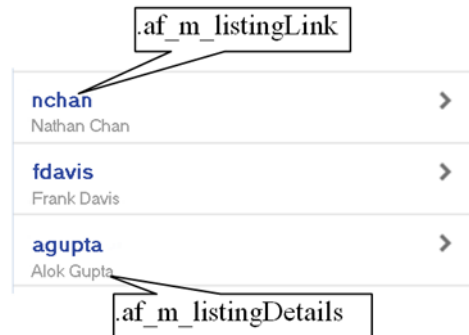 .af_m_listingLink
nchan
Nathan Chan
fdavis
Frank Davis
agupta
Alok Gupta
.af_m_listingDetails